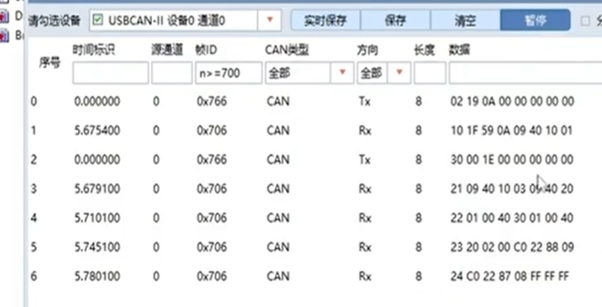 请勾选设备 USBCAN-II 设备0 通道0 实时保存 保存 清空 暂停
序号 时间标识 源通道 帧ID CAN类型 方向 长度 数据
n>=700 全部 全部
0 0.000000 0 0x766 CAN Tx 8 02 19 0A 00 00 00 00 00
1 5.675400 0 0x706 CAN Rx 8 10 1F 59 0A 09 40 10 01
2 0.000000 0 0x766 CAN Tx 8 30 00 1E 00 00 00 00 00
3 5.679100 0 0x706 CAN Rx 8 21 09 40 10 03 09 40 20
4 5.710100 0 0x706 CAN Rx 8 22 01 00 40 30 01 00 40
5 5.745100 0 0x706 CAN Rx 8 23 20 02 00 C0 22 88 09
6 5.780100 0 0x706 CAN Rx 8 24 C0 22 87 08 FF FF FF